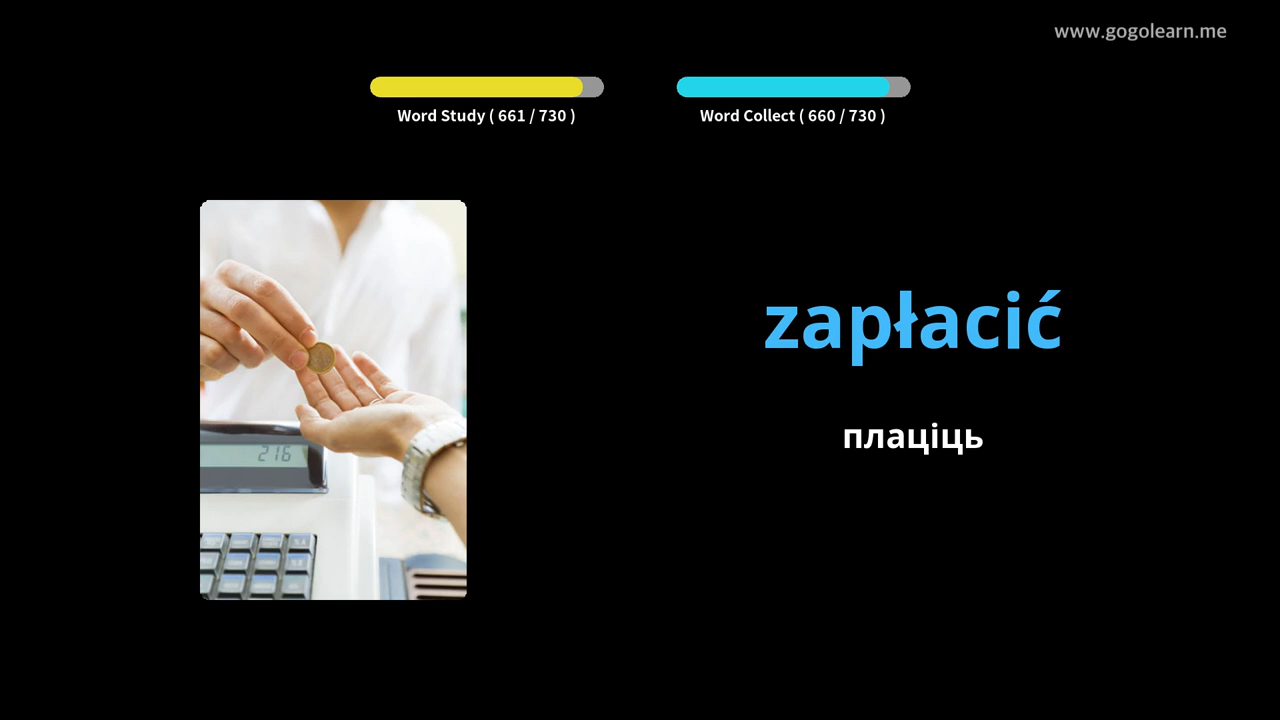 www.gogolearn.me
Word Study ( 661 / 730 )
Word Collect ( 660 / 730 )
zapłacić
плаціць
216